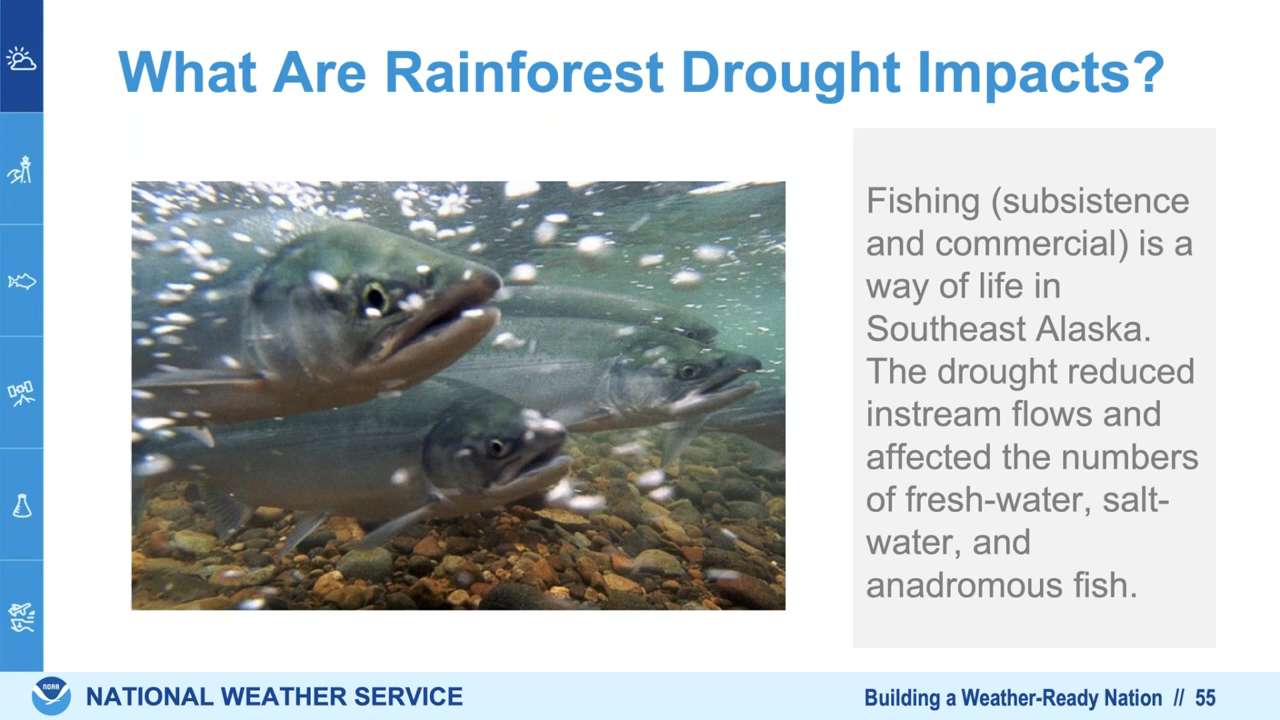 What Are Rainforest Drought Impacts?
Fishing (subsistence
and commercial) is a
way of life in
Southeast Alaska.
The drought reduced
instream flows and
affected the numbers
of fresh-water, salt-
water, and
anadromous fish.
NOAA
NATIONAL WEATHER SERVICE
Building a Weather-Ready Nation // 55